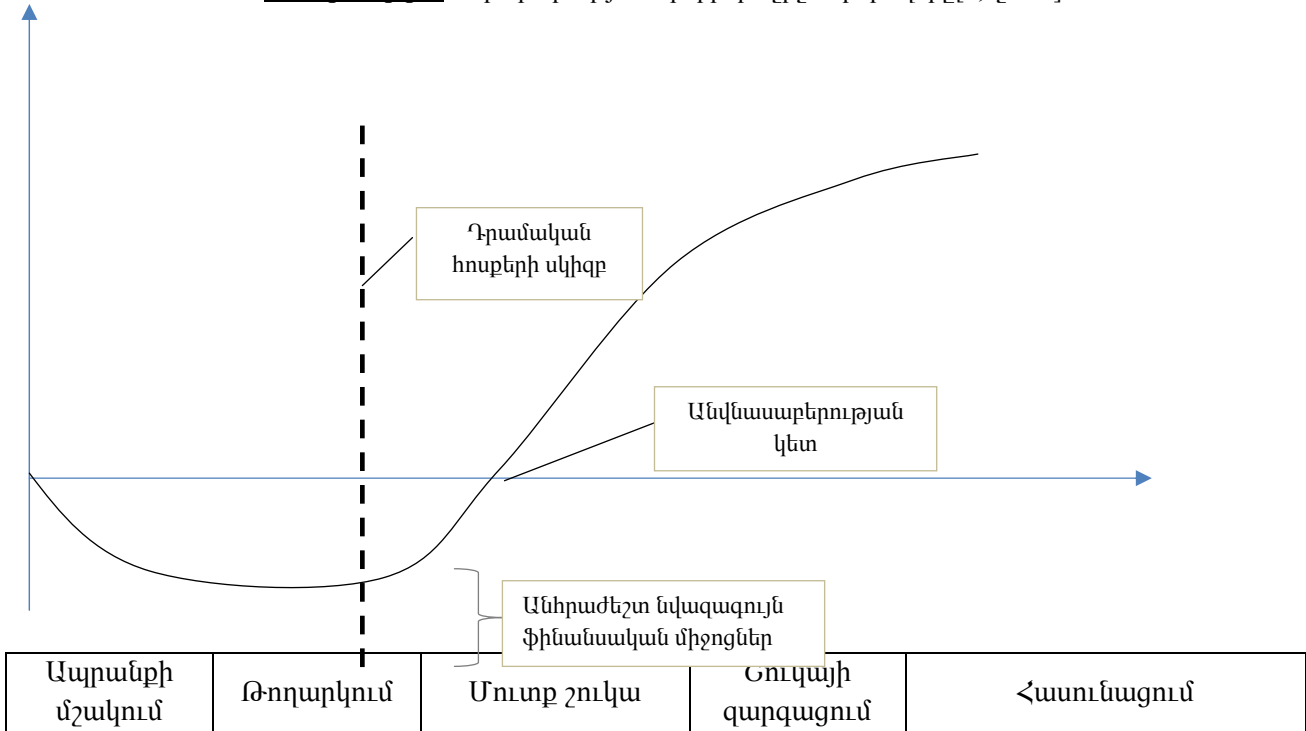 Դրամական
հոսքերի սկիզբ
Անվնասաբերության
կետ
Անհրաժեշտ նվազագույն
ֆինանսական միջոցներ
Ապրանքի
մշակում
Թողարկում
Մուտք շուկա
Շուկայի
զարգացում
Հասունացում